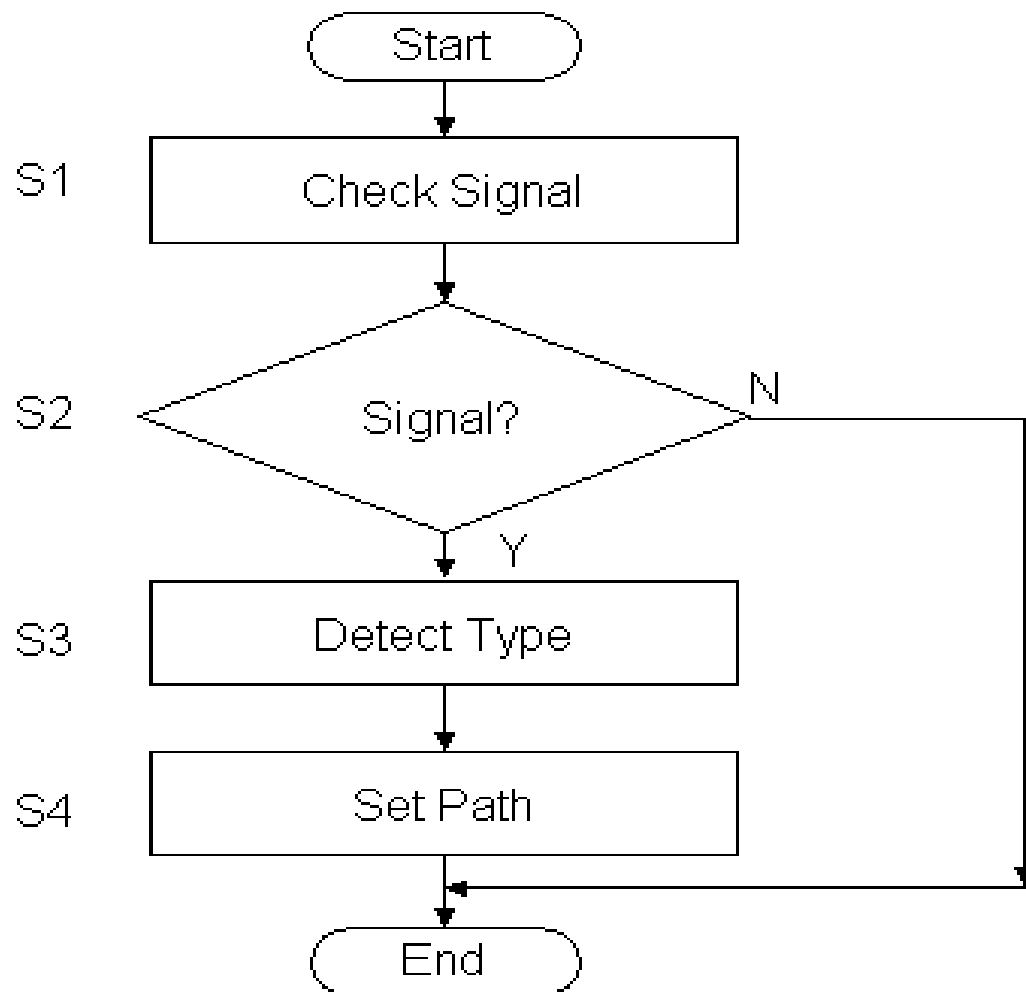 Start
S1
Check Signal
S2
Signal?
N
Y
S3
Detect Type
S4
Set Path
End